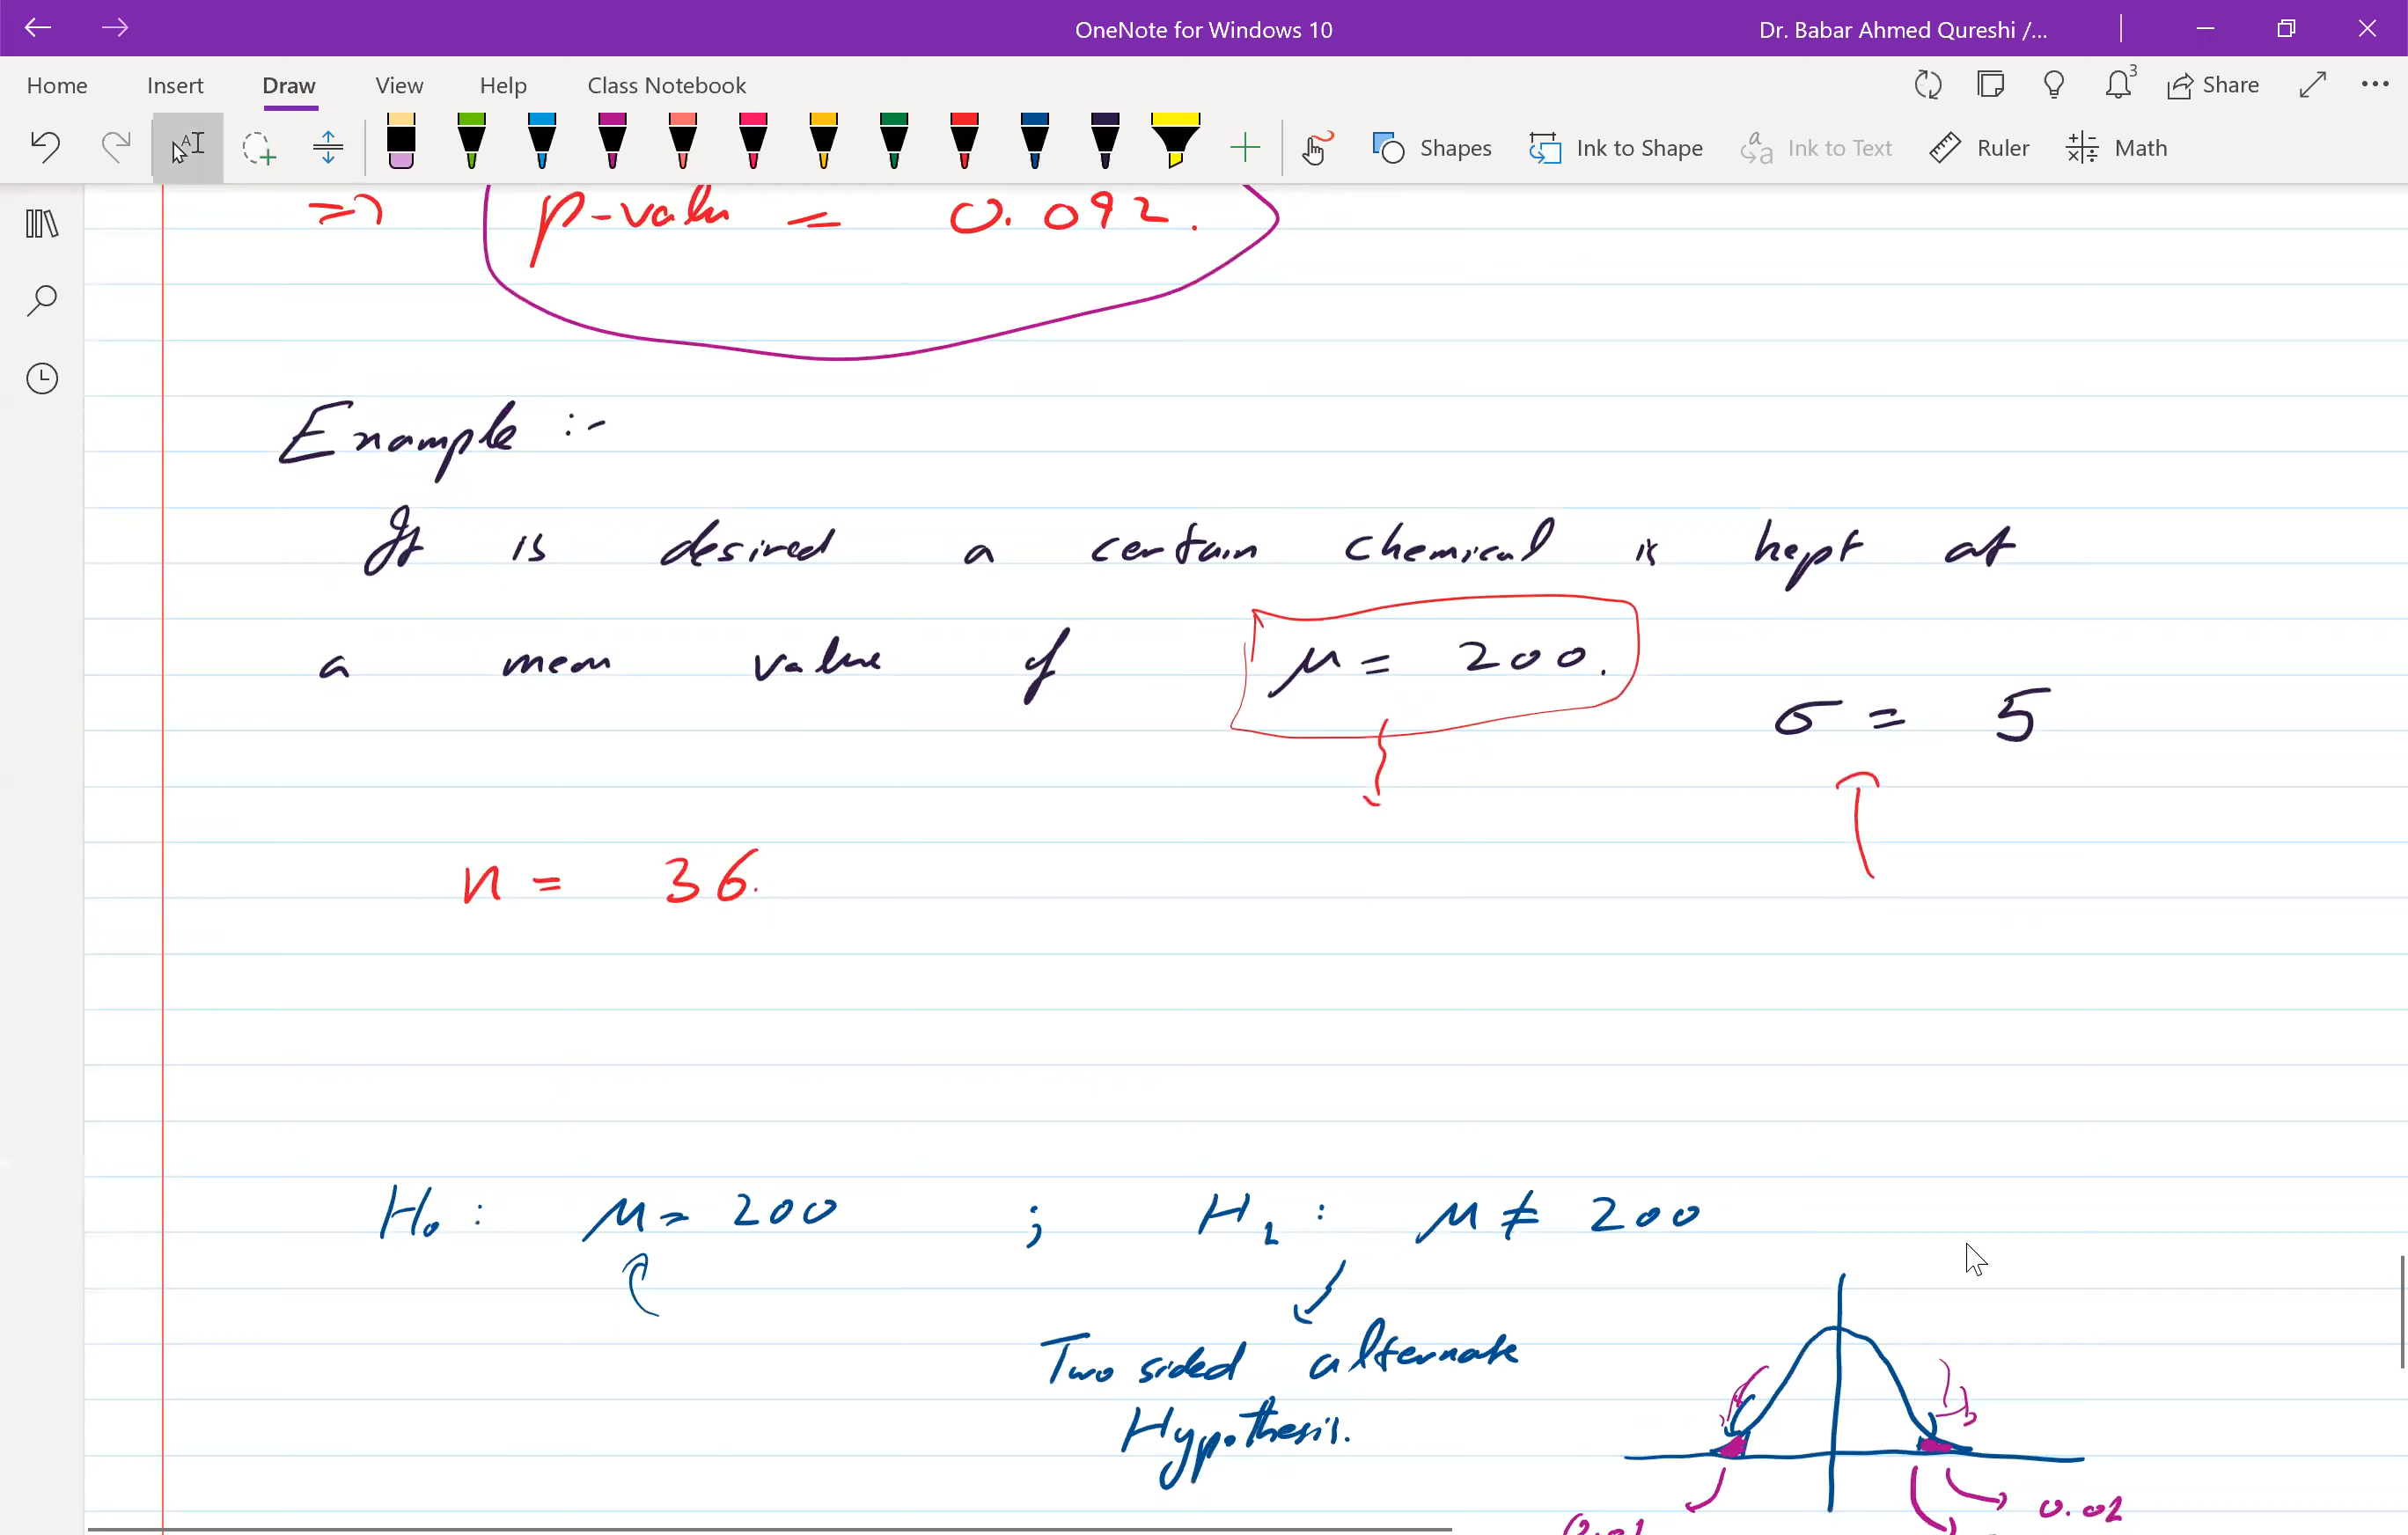 OneNote for Windows 10
Dr. Babar Ahmed Qureshi /...
Home Insert Draw View Help Class Notebook
3 Share
Shapes Ink to Shape Ink to Text Ruler Math
=> p-value = 0.092.
Example :-
It is desired a certain chemical is kept at
a mean value of μ = 200.
σ = 5
n = 36.
H₀ : μ = 200 ; H₁ : μ ≠ 200
Two sided alternate
Hypothesis.
0.02